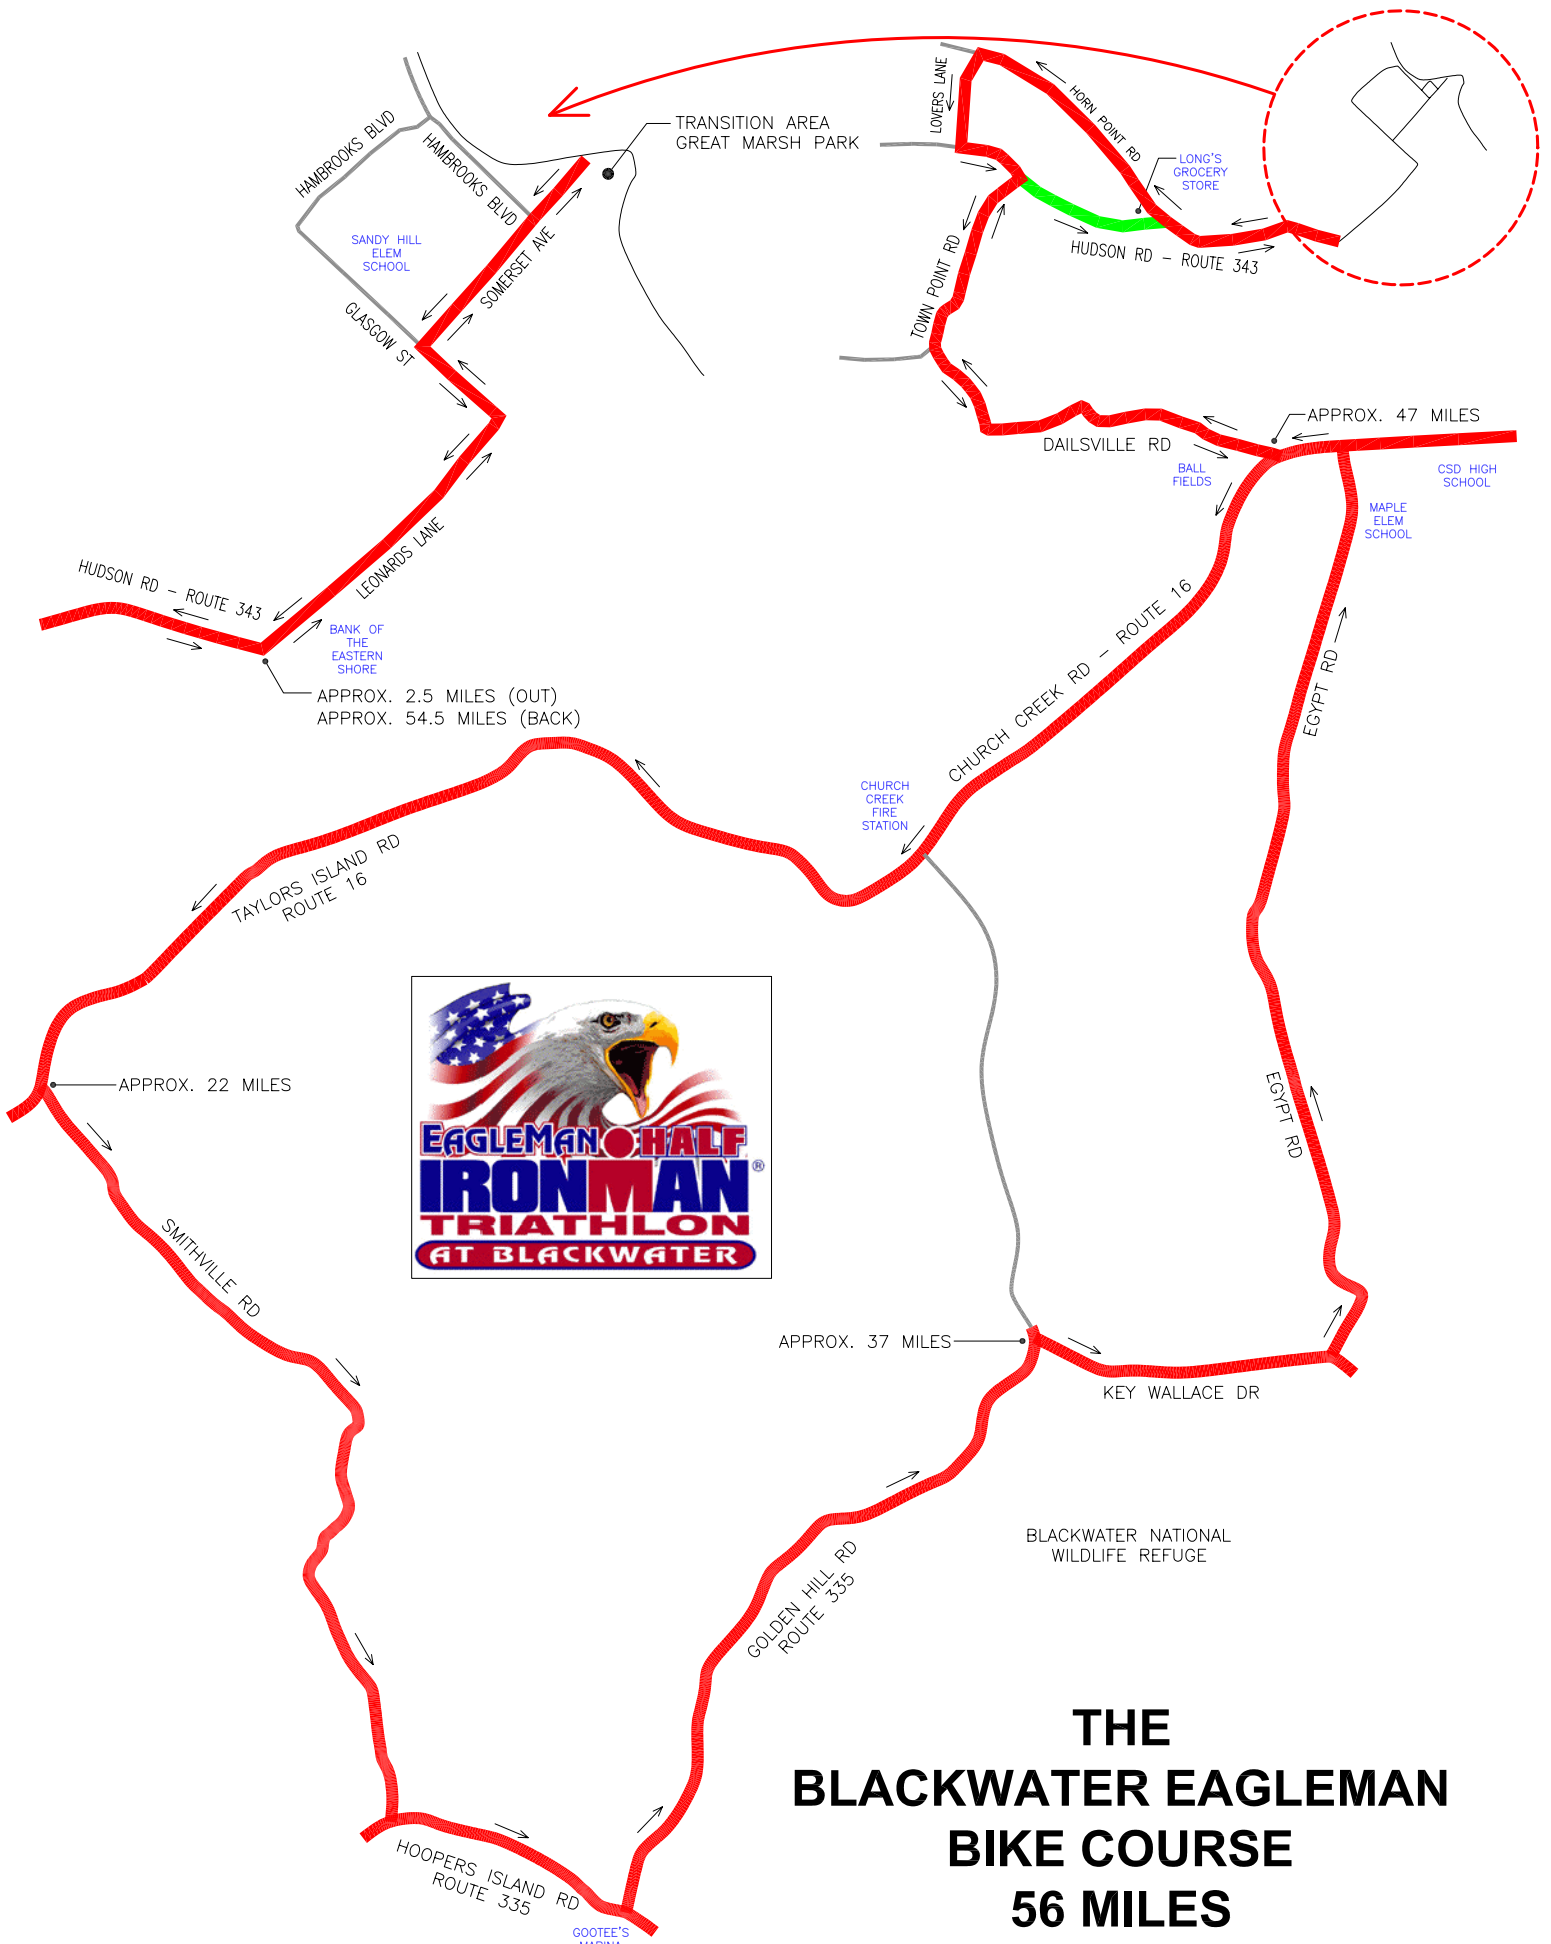 HAMBROOKS BLVD
HAMBROOKS BLVD
TRANSITION AREA
GREAT MARSH PARK
SANDY HILL
ELEM
SCHOOL
SOMERSET AVE
GLASGOW ST
LEONARDS LANE
HUDSON RD - ROUTE 343
BANK OF
THE
EASTERN
SHORE
APPROX. 2.5 MILES (OUT)
APPROX. 54.5 MILES (BACK)
LOVERS LANE
HORN POINT RD
LONG'S
GROCERY
STORE
HUDSON RD - ROUTE 343
TOWN POINT RD
DAILSVILLE RD
APPROX. 47 MILES
BALL
FIELDS
CSD HIGH
SCHOOL
MAPLE
ELEM
SCHOOL
CHURCH CREEK RD - ROUTE 16
EGYPT RD
CHURCH
CREEK
FIRE
STATION
TAYLORS ISLAND RD
ROUTE 16
APPROX. 22 MILES
EAGLEMAN HALF
IRONMAN®
TRIATHLON
AT BLACKWATER
EGYPT RD
SMITHVILLE RD
APPROX. 37 MILES
KEY WALLACE DR
BLACKWATER NATIONAL
WILDLIFE REFUGE
GOLDEN HILL RD
ROUTE 335
HOOPERS ISLAND RD
ROUTE 335
GOOTEE'S
THE
BLACKWATER EAGLEMAN
BIKE COURSE
56 MILES